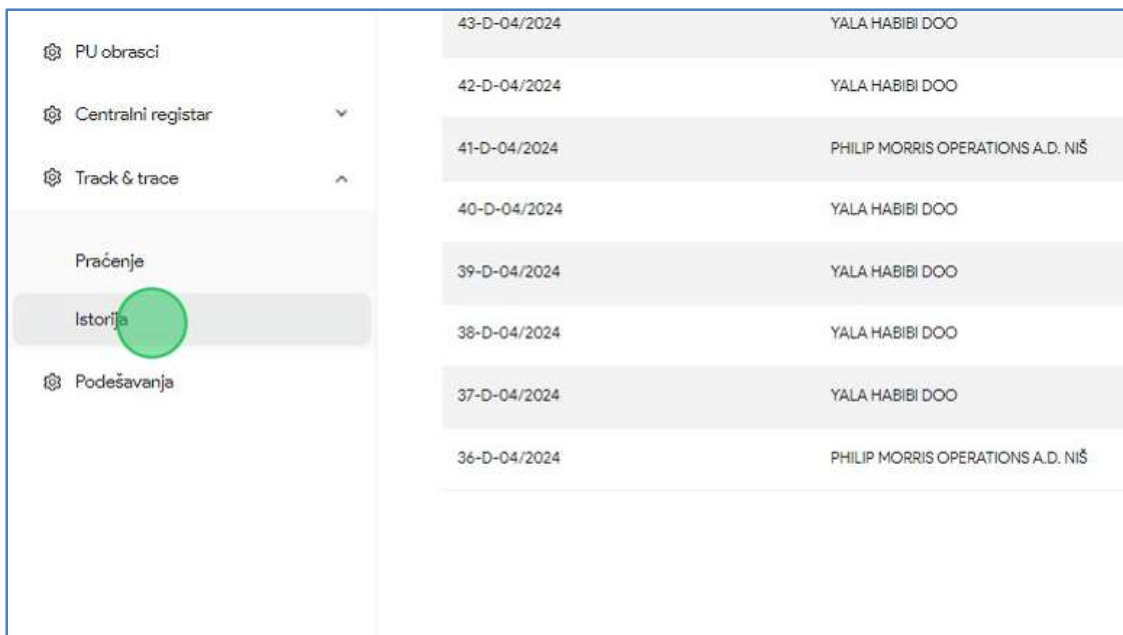 PU obrasci
Centralni registar
Track & trace
Praćenje
Istorija
Podešavanja
43-D-04/2024 YALA HABIBI DOO
42-D-04/2024 YALA HABIBI DOO
41-D-04/2024 PHILIP MORRIS OPERATIONS A.D. NIŠ
40-D-04/2024 YALA HABIBI DOO
39-D-04/2024 YALA HABIBI DOO
38-D-04/2024 YALA HABIBI DOO
37-D-04/2024 YALA HABIBI DOO
36-D-04/2024 PHILIP MORRIS OPERATIONS A.D. NIŠ